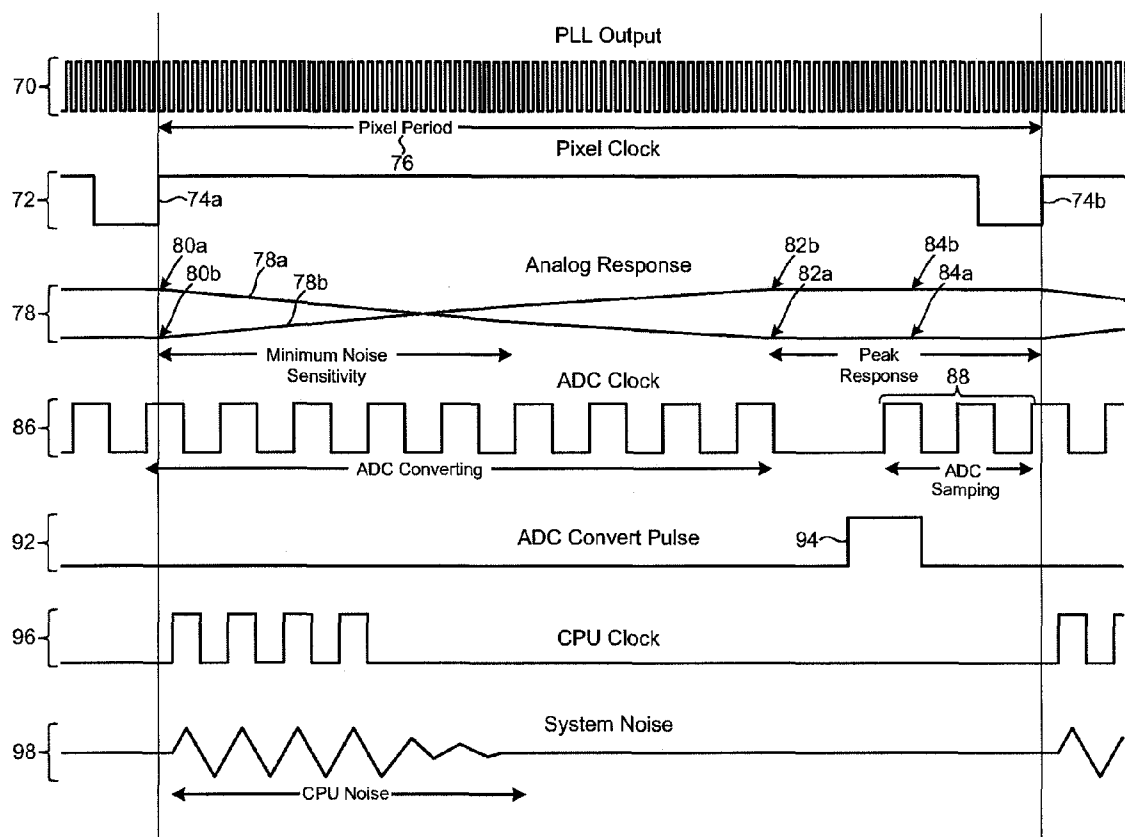 PLL Output
70
Pixel Period
76
Pixel Clock
72
74a
74b
80a
78a
80b
78b
Analog Response
82b
84b
82a
84a
78
Minimum Noise
Sensitivity
Peak
Response
ADC Clock
88
86
ADC Converting
ADC
Samping
92
ADC Convert Pulse
94
96
CPU Clock
System Noise
98
CPU Noise